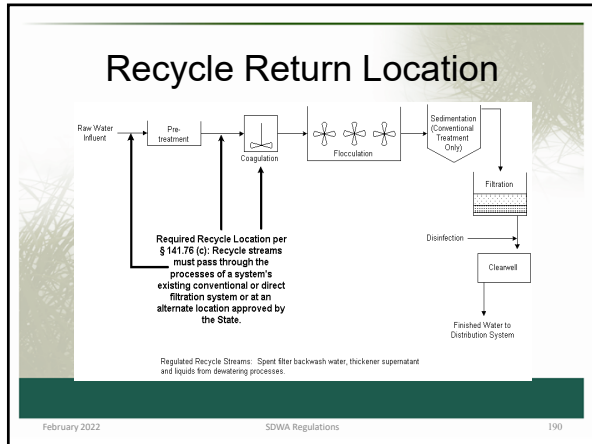 Recycle Return Location
Raw Water
Influent
Pre-
treatment
Coagulation
Flocculation
Sedimentation
(Conventional
Treatment
Only)
Filtration
Disinfection
Clearwell
Finished Water to
Distribution System
Required Recycle Location per
§ 141.76 (c): Recycle streams
must pass through the
processes of a system's
existing conventional or direct
filtration system or at an
alternate location approved by
the State.
Regulated Recycle Streams: Spent filter backwash water, thickener supernatant
and liquids from dewatering processes.
February 2022
SDWA Regulations
190